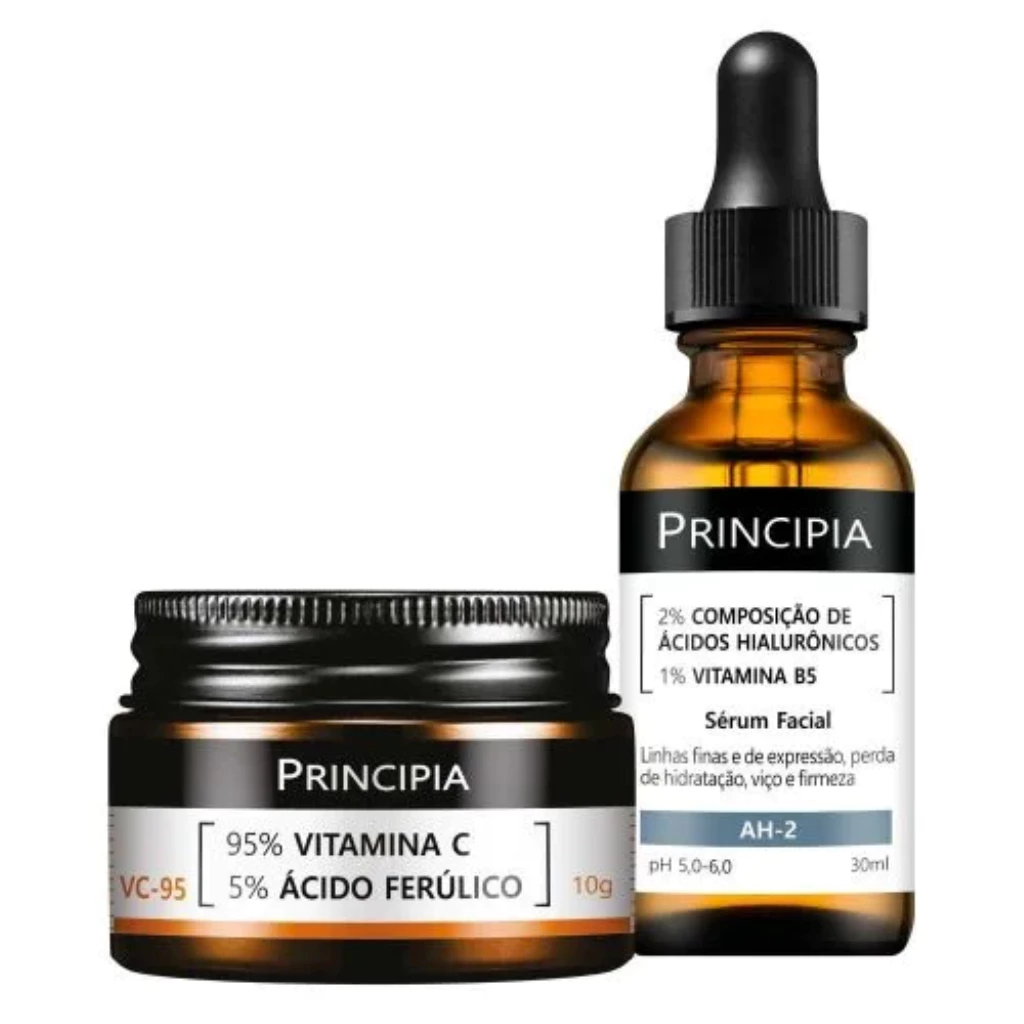 PRINCIPIA
95% VITAMINA C
5% ÁCIDO FERÚLICO
VC-95
10g
PRINCIPIA
2% COMPOSIÇÃO DE
ÁCIDOS HIALURÔNICOS
1% VITAMINA B5
Sérum Facial
Linhas finas e de expressão, perda
de hidratação, viço e firmeza
AH-2
pH 5,0-6,0
30ml